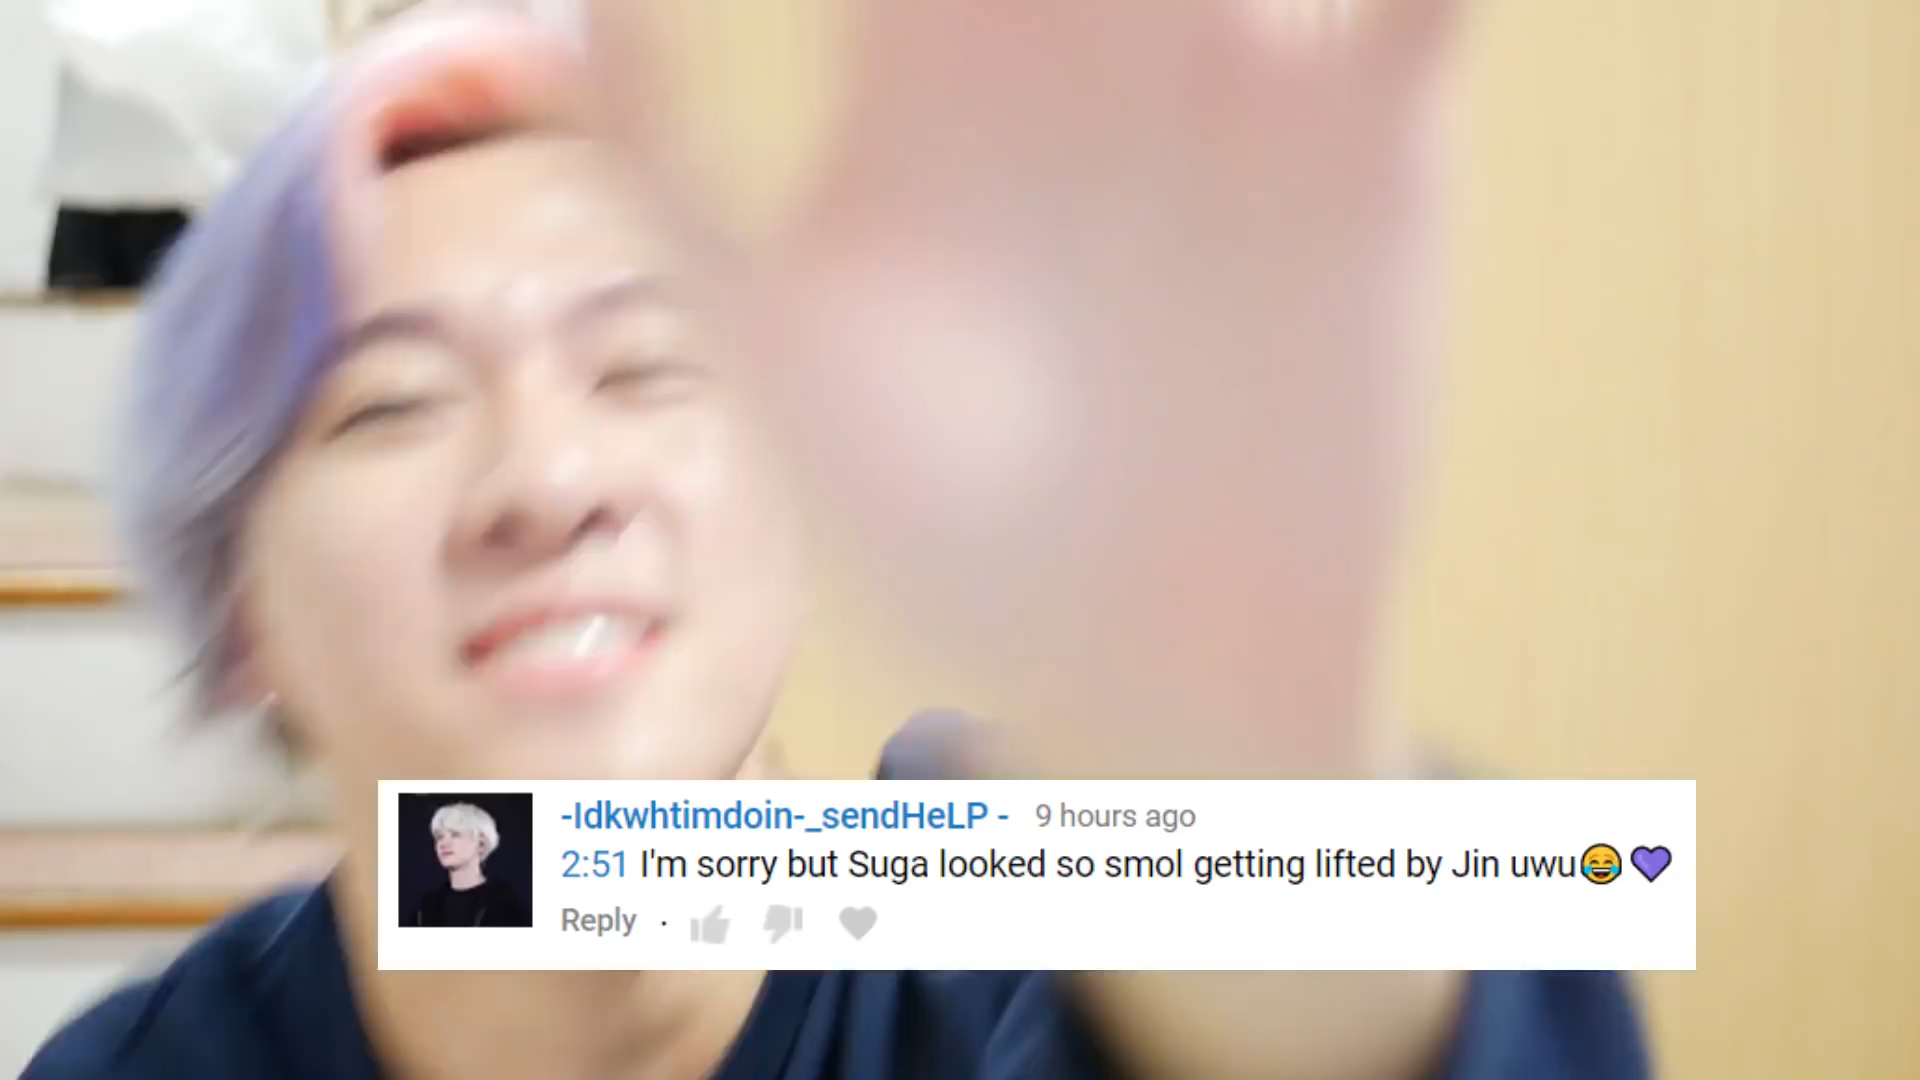 -Idkwhtimdoin-_sendHeLP - 9 hours ago
2:51 I'm sorry but Suga looked so smol getting lifted by Jin uwu😂💜
Reply ·